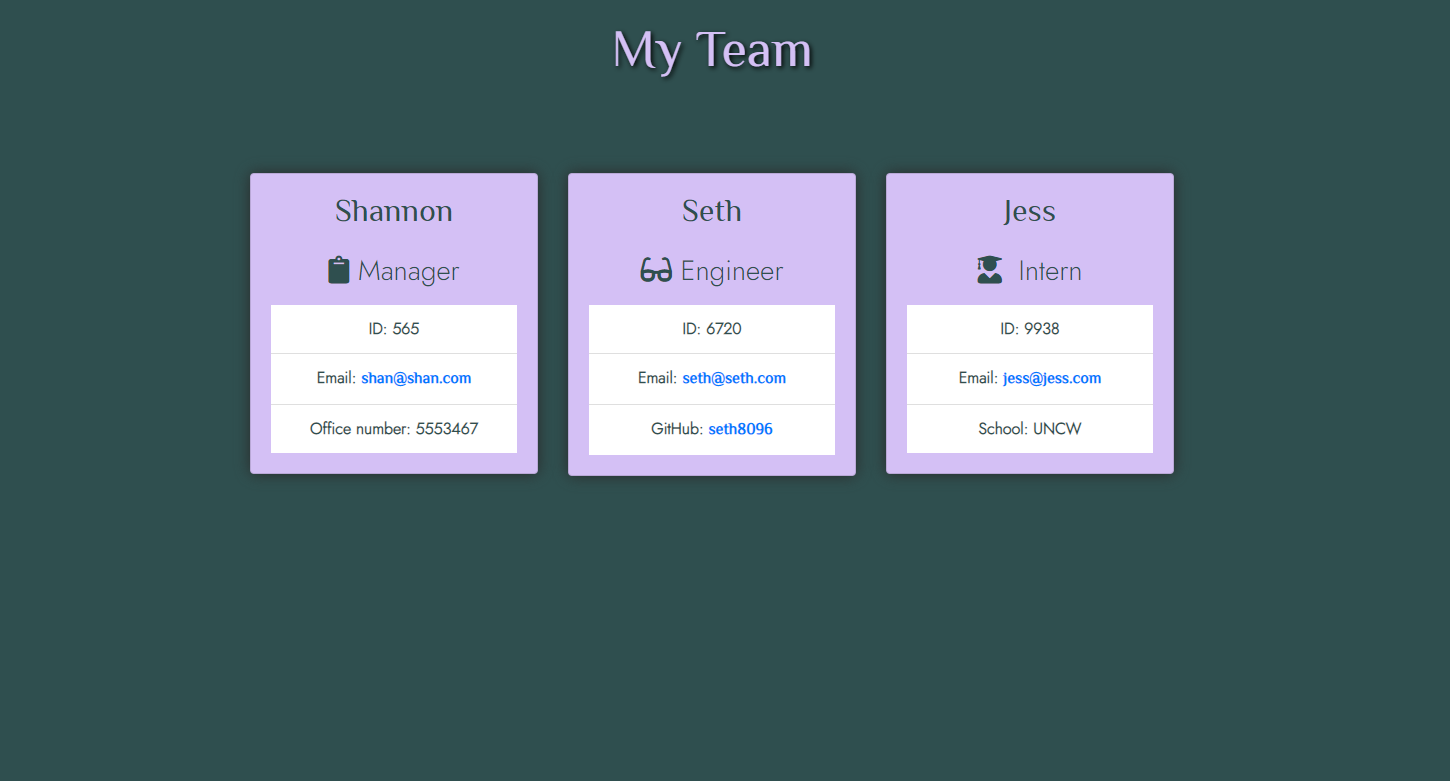 My Team
Shannon
Manager
ID: 565
Email: shan@shan.com
Office number: 5553467
Seth
Engineer
ID: 6720
Email: seth@seth.com
GitHub: seth8096
Jess
Intern
ID: 9938
Email: jess@jess.com
School: UNCW